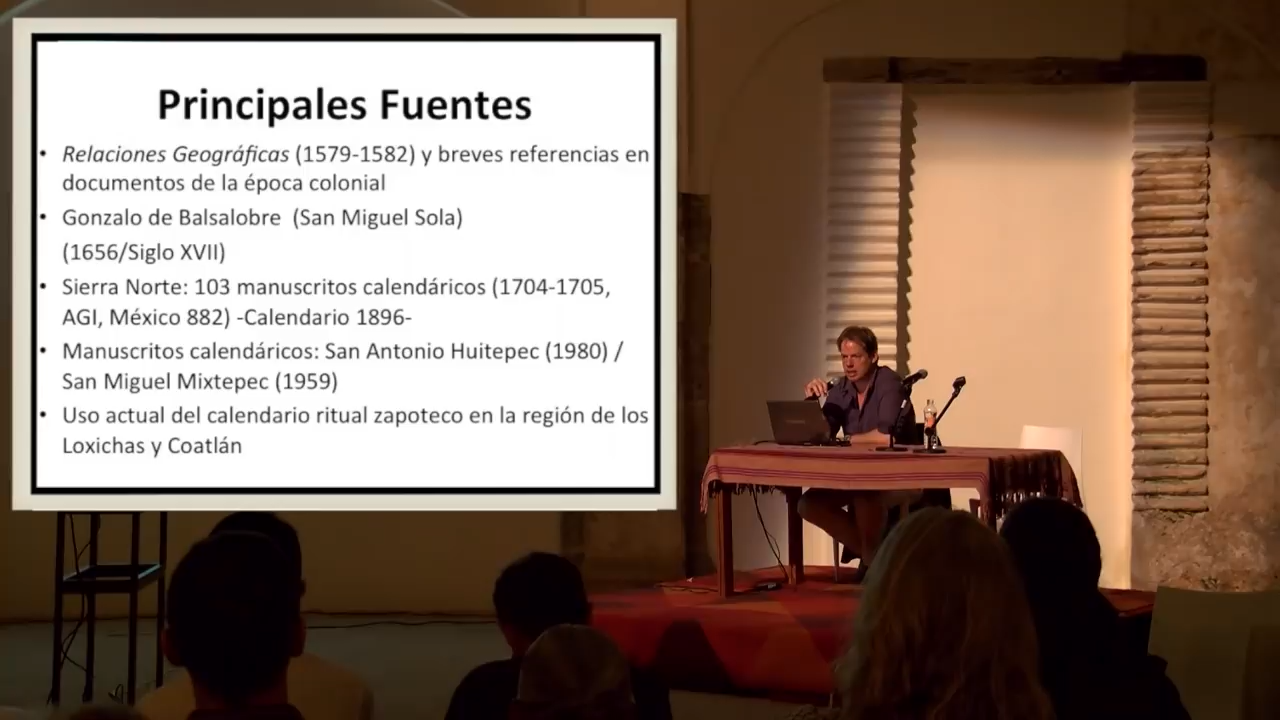 Principales Fuentes
• Relaciones Geográficas (1579-1582) y breves referencias en
documentos de la época colonial
• Gonzalo de Balsalobre (San Miguel Sola)
(1656/Siglo XVII)
• Sierra Norte: 103 manuscritos calendáricos (1704-1705,
AGI, México 882) -Calendario 1896-
• Manuscritos calendáricos: San Antonio Huitepec (1980) /
San Miguel Mixtepec (1959)
• Uso actual del calendario ritual zapoteco en la región de los
Loxichas y Coatlán